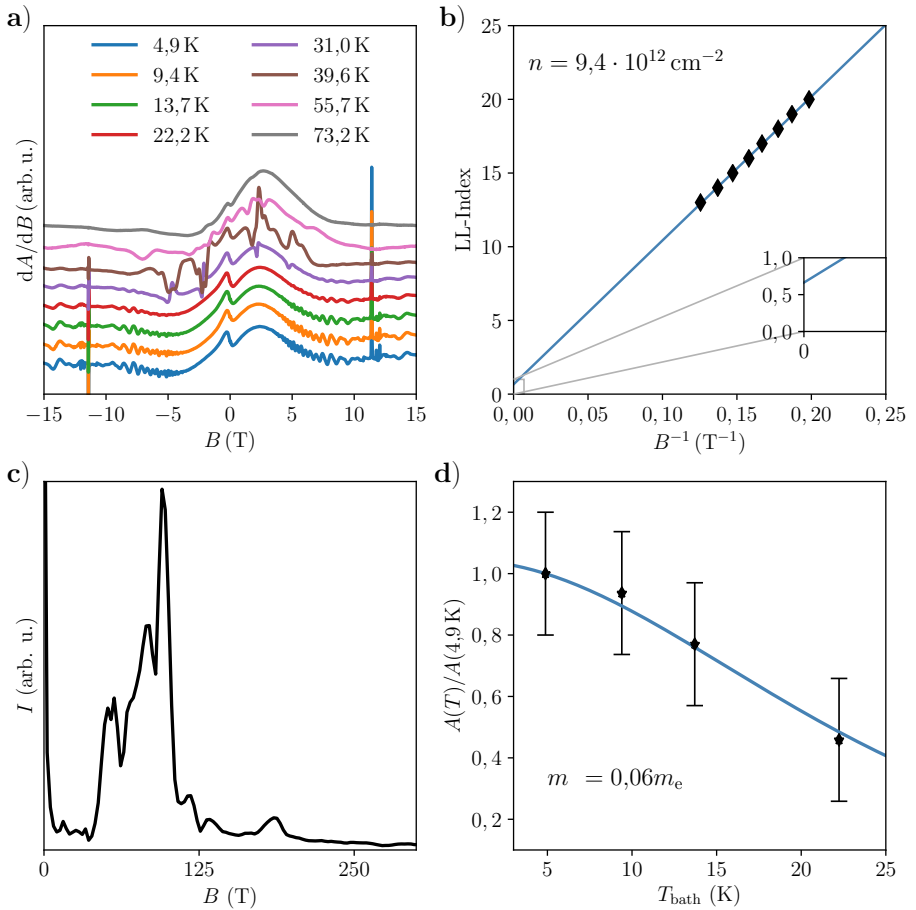 a)
4,9 K
9,4 K
13,7 K
22,2 K
31,0 K
39,6 K
55,7 K
73,2 K
dA/dB (arb. u.)
−15 −10 −5 0 5 10 15
B (T)
b)
n = 9,4 · 10¹² cm⁻²
LL-Index
25
20
15
10
5
0
1, 0
0, 5
0, 0
0
0, 00 0, 05 0, 10 0, 15 0, 20 0, 25
B⁻¹ (T⁻¹)
c)
I (arb. u.)
0 125 250
B (T)
d)
A(T)/A(4,9 K)
1, 2
1, 0
0, 8
0, 6
0, 4
0, 2
m = 0,06mₑ
5 10 15 20 25
T_bath (K)